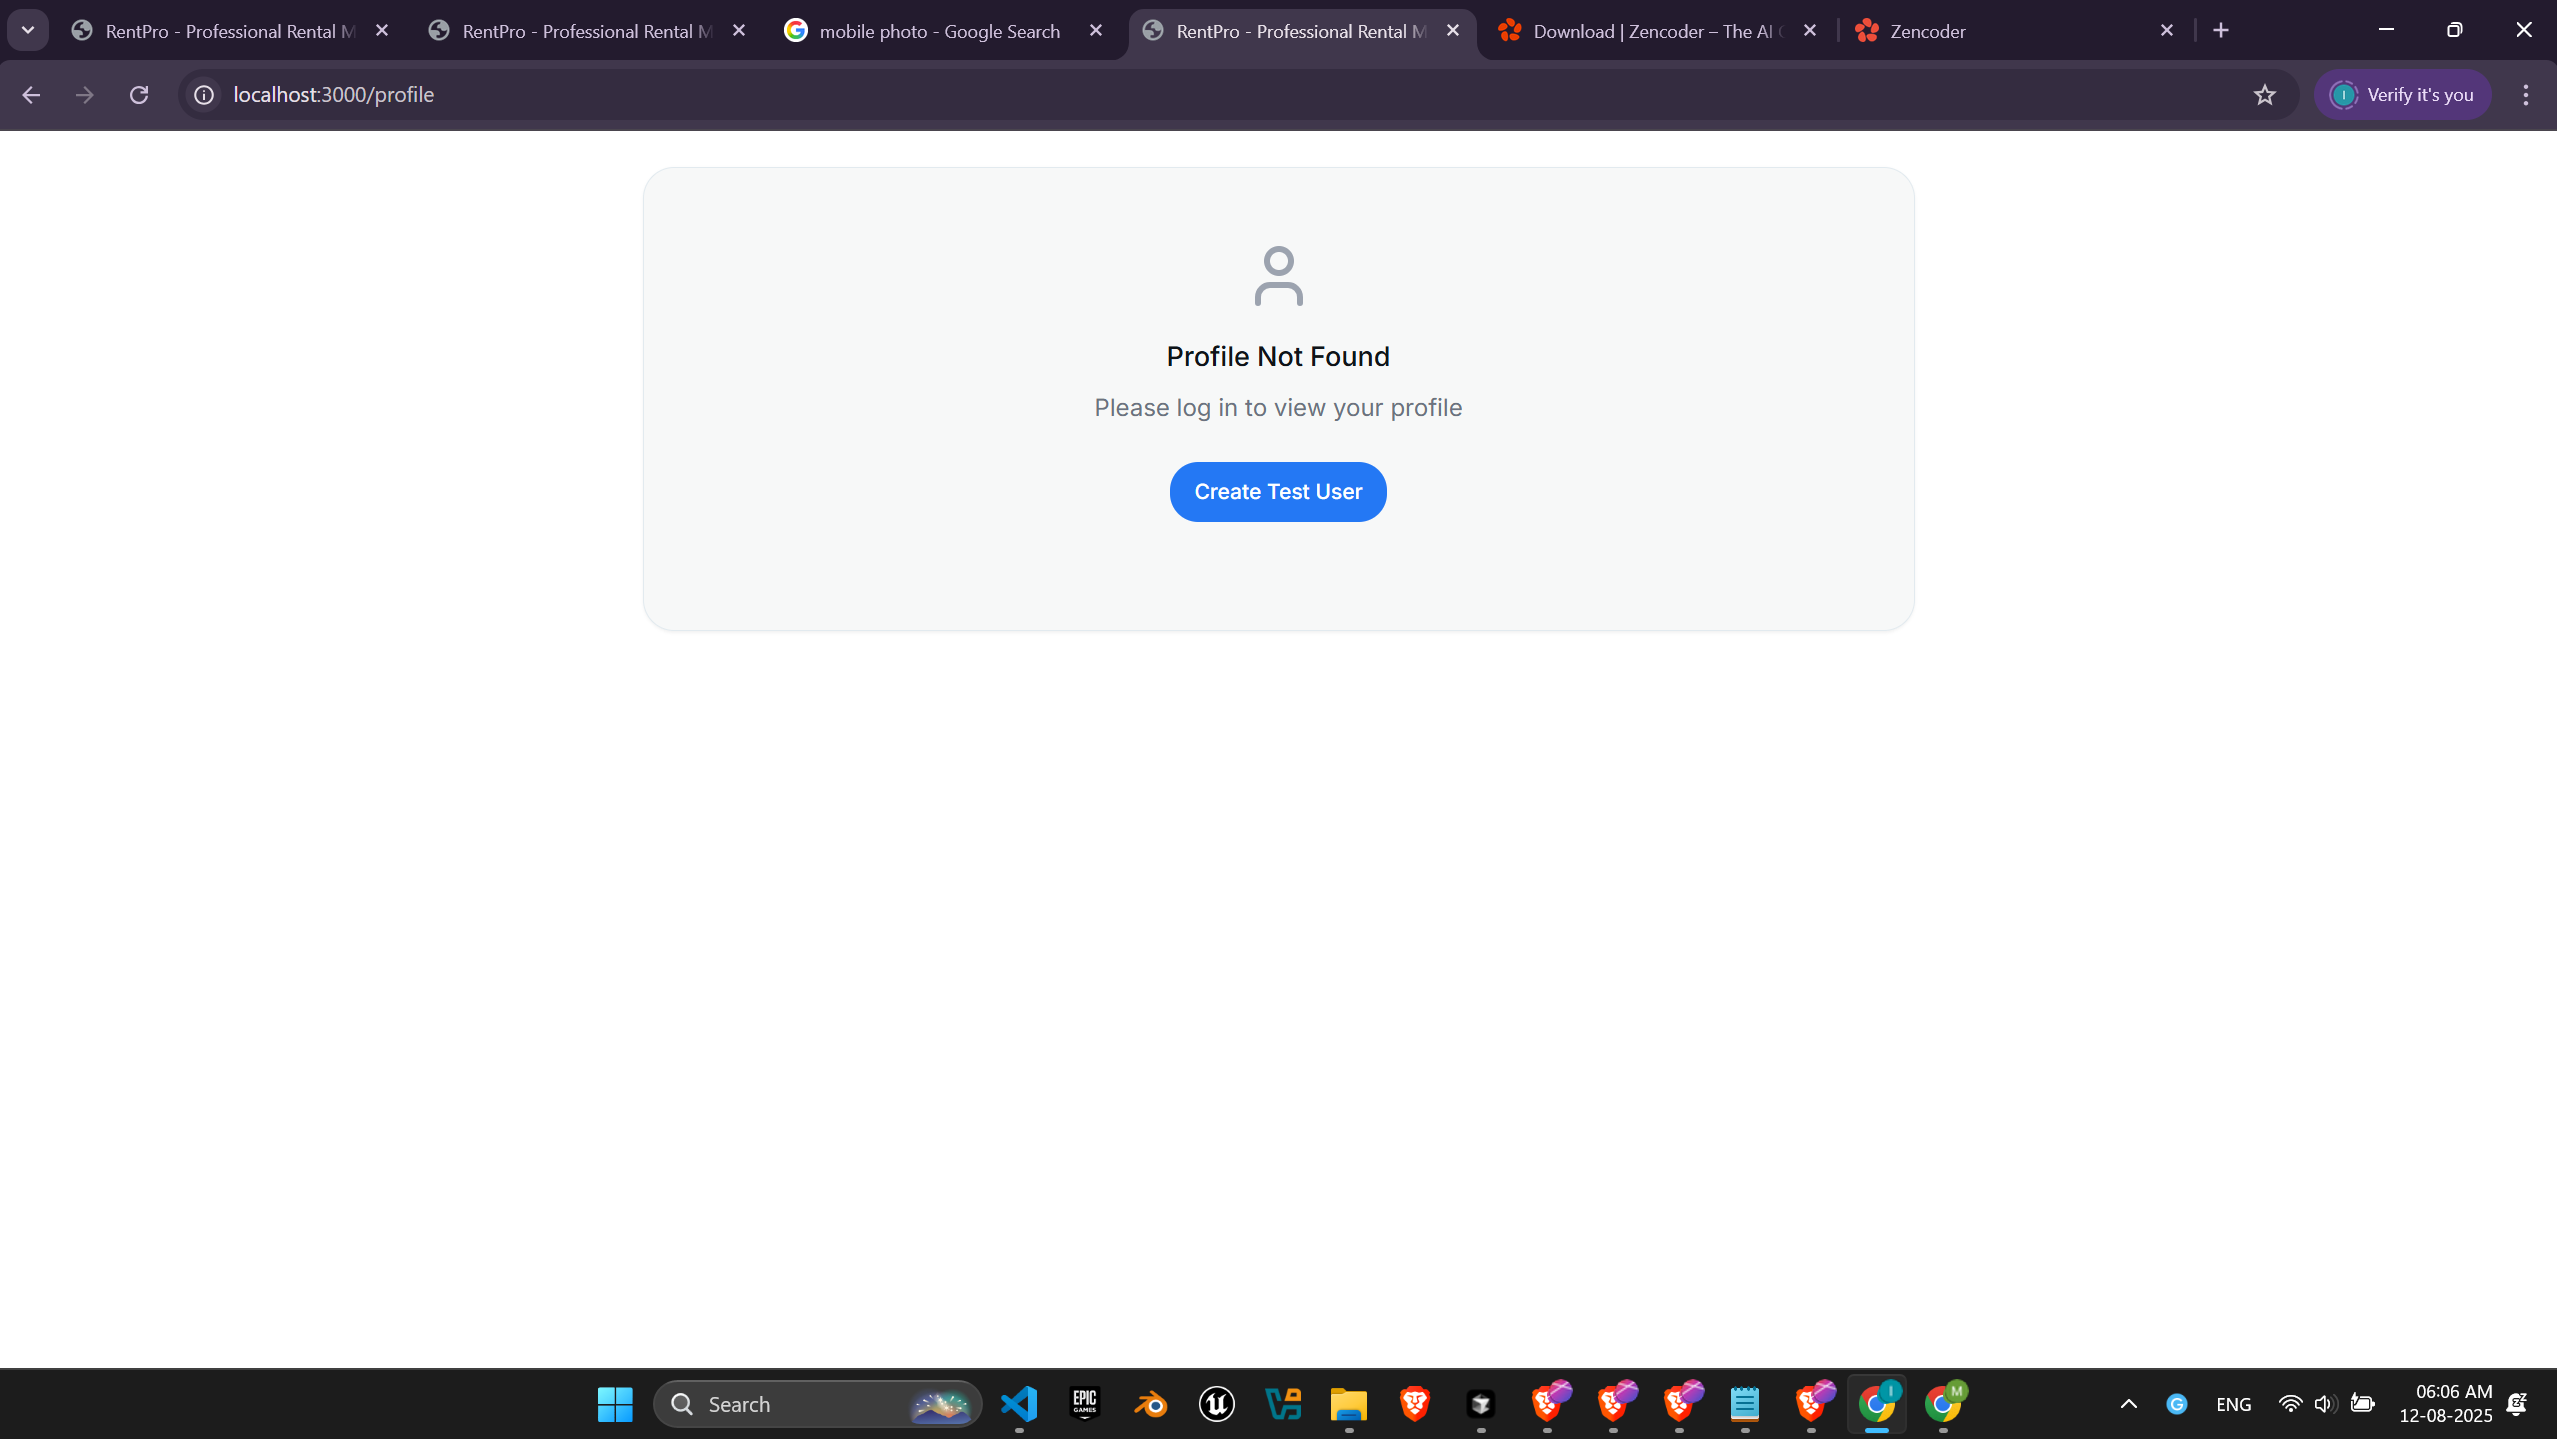 RentPro - Professional Rental M
RentPro - Professional Rental M
mobile photo - Google Search
RentPro - Professional Rental M
Download | Zencoder – The AI
Zencoder
localhost:3000/profile
Verify it's you
Profile Not Found
Please log in to view your profile
Create Test User
Search
EPIC
GAMES
I
M
ENG
06:06 AM
12-08-2025